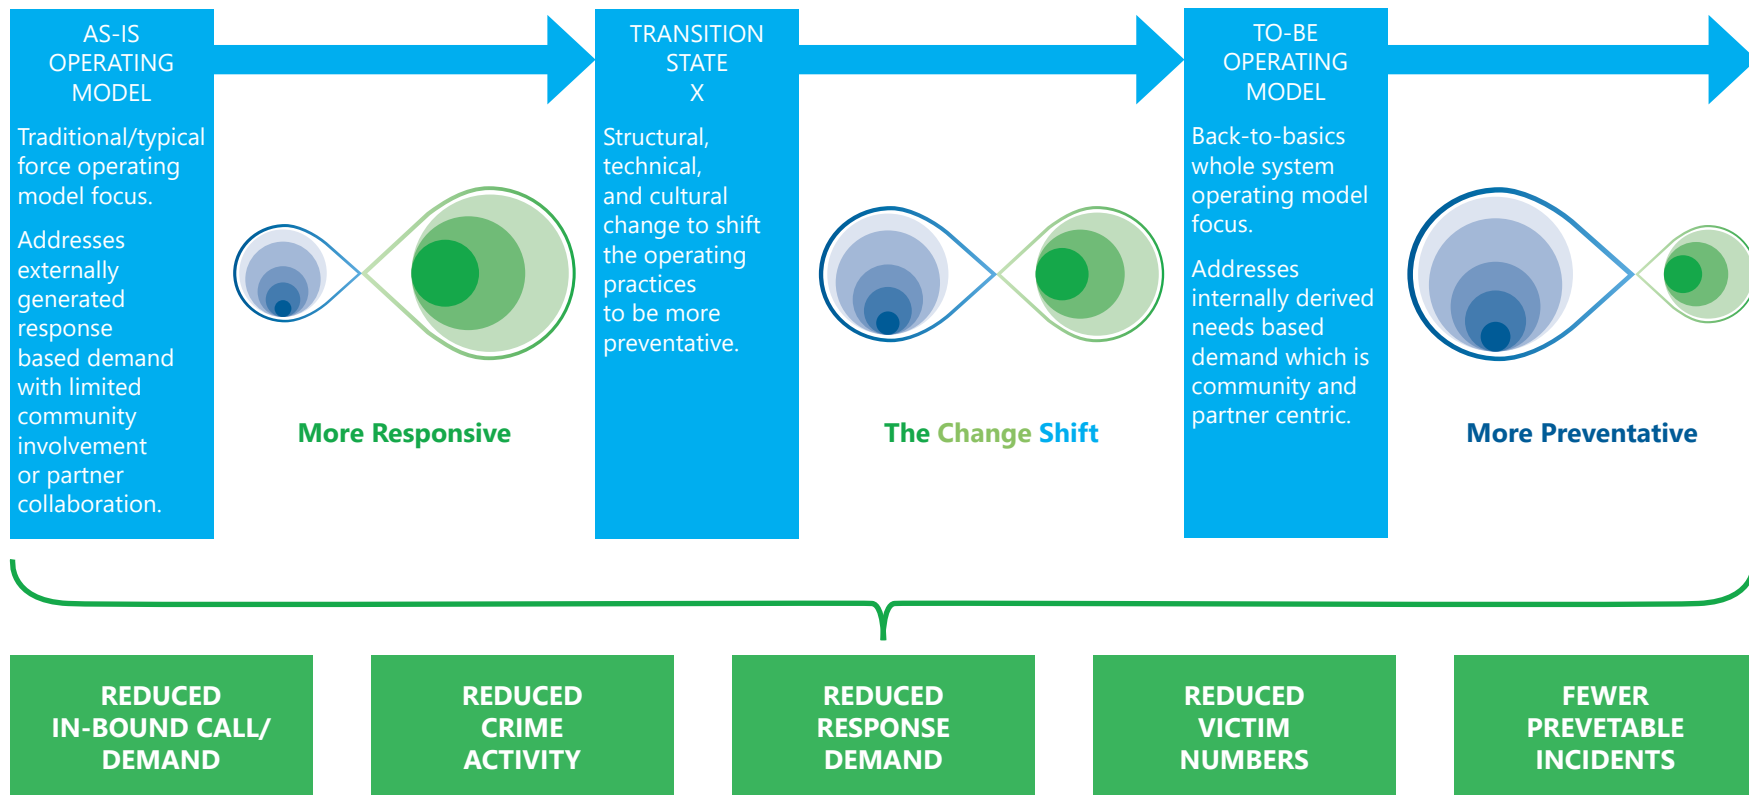 AS-IS
OPERATING
MODEL
Traditional/typical
force operating
model focus.
Addresses
externally
generated
response
based demand
with limited
community
involvement
or partner
collaboration.
More Responsive
TRANSITION
STATE
X
Structural,
technical,
and cultural
change to shift
the operating
practices
to be more
preventative.
The Change Shift
TO-BE
OPERATING
MODEL
Back-to-basics
whole system
operating model
focus.
Addresses
internally derived
needs based
demand which is
community and
partner centric.
More Preventative
REDUCED
IN-BOUND CALL/
DEMAND
REDUCED
CRIME
ACTIVITY
REDUCED
RESPONSE
DEMAND
REDUCED
VICTIM
NUMBERS
FEWER
PREVETABLE
INCIDENTS